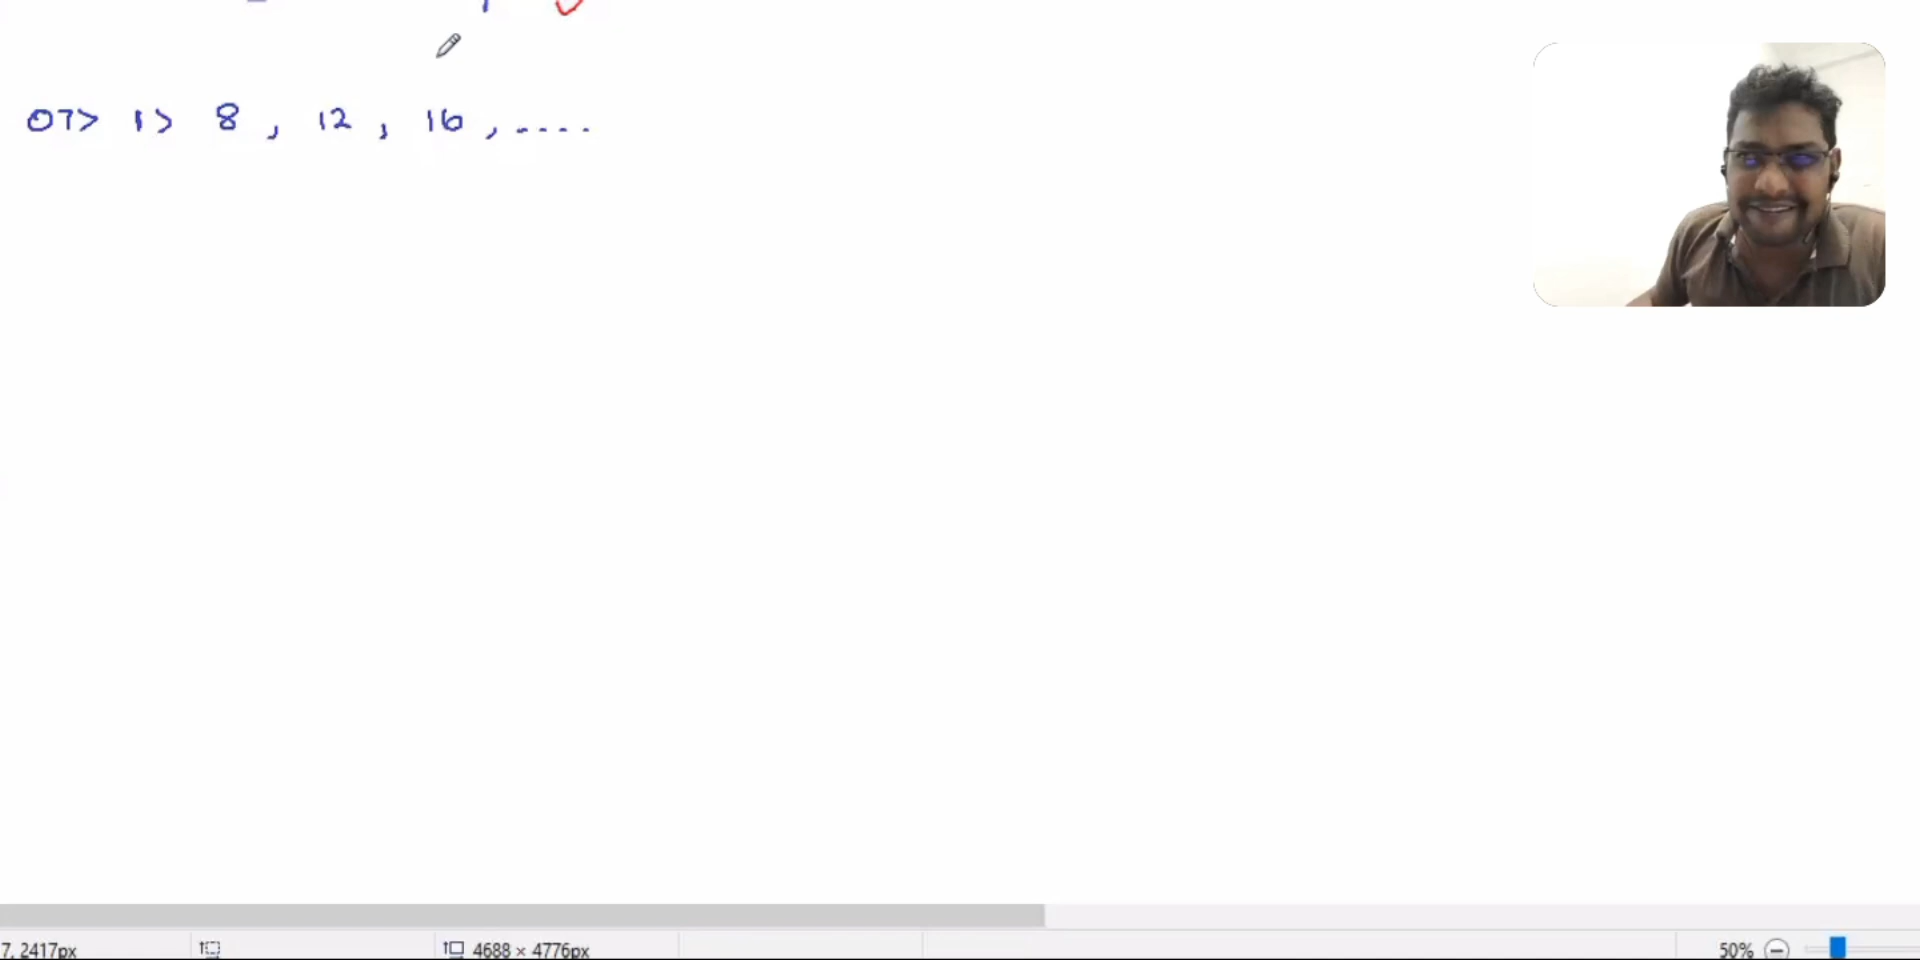 07> 1> 8 , 12 , 16 , ....
7, 2417px
4688 × 4776px
50%